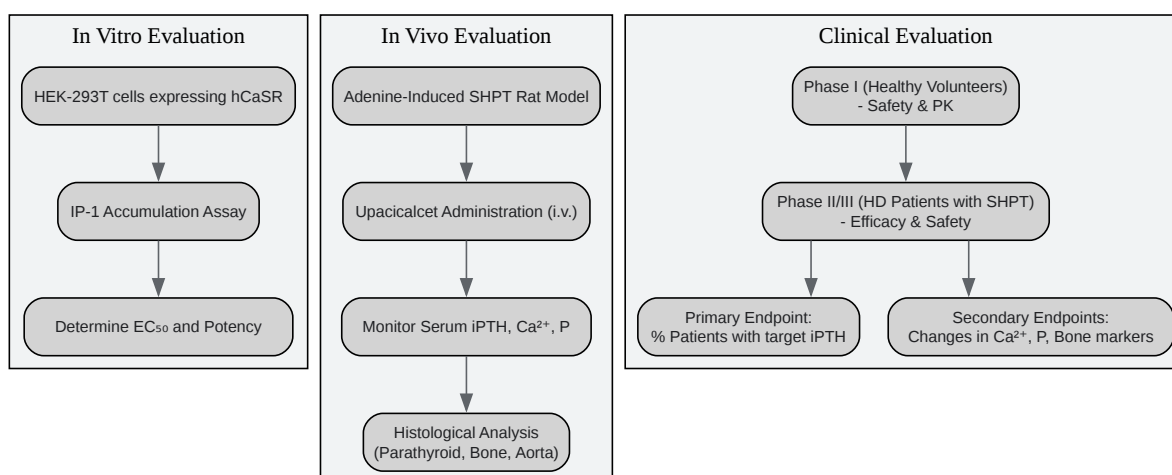 In Vitro Evaluation
HEK-293T cells expressing hCaSR
IP-1 Accumulation Assay
Determine EC₅₀ and Potency
In Vivo Evaluation
Adenine-Induced SHPT Rat Model
Upacicalcet Administration (i.v.)
Monitor Serum iPTH, Ca²⁺, P
Histological Analysis
(Parathyroid, Bone, Aorta)
Clinical Evaluation
Phase I (Healthy Volunteers)
- Safety & PK
Phase II/III (HD Patients with SHPT)
- Efficacy & Safety
Primary Endpoint:
% Patients with target iPTH
Secondary Endpoints:
Changes in Ca²⁺, P, Bone markers